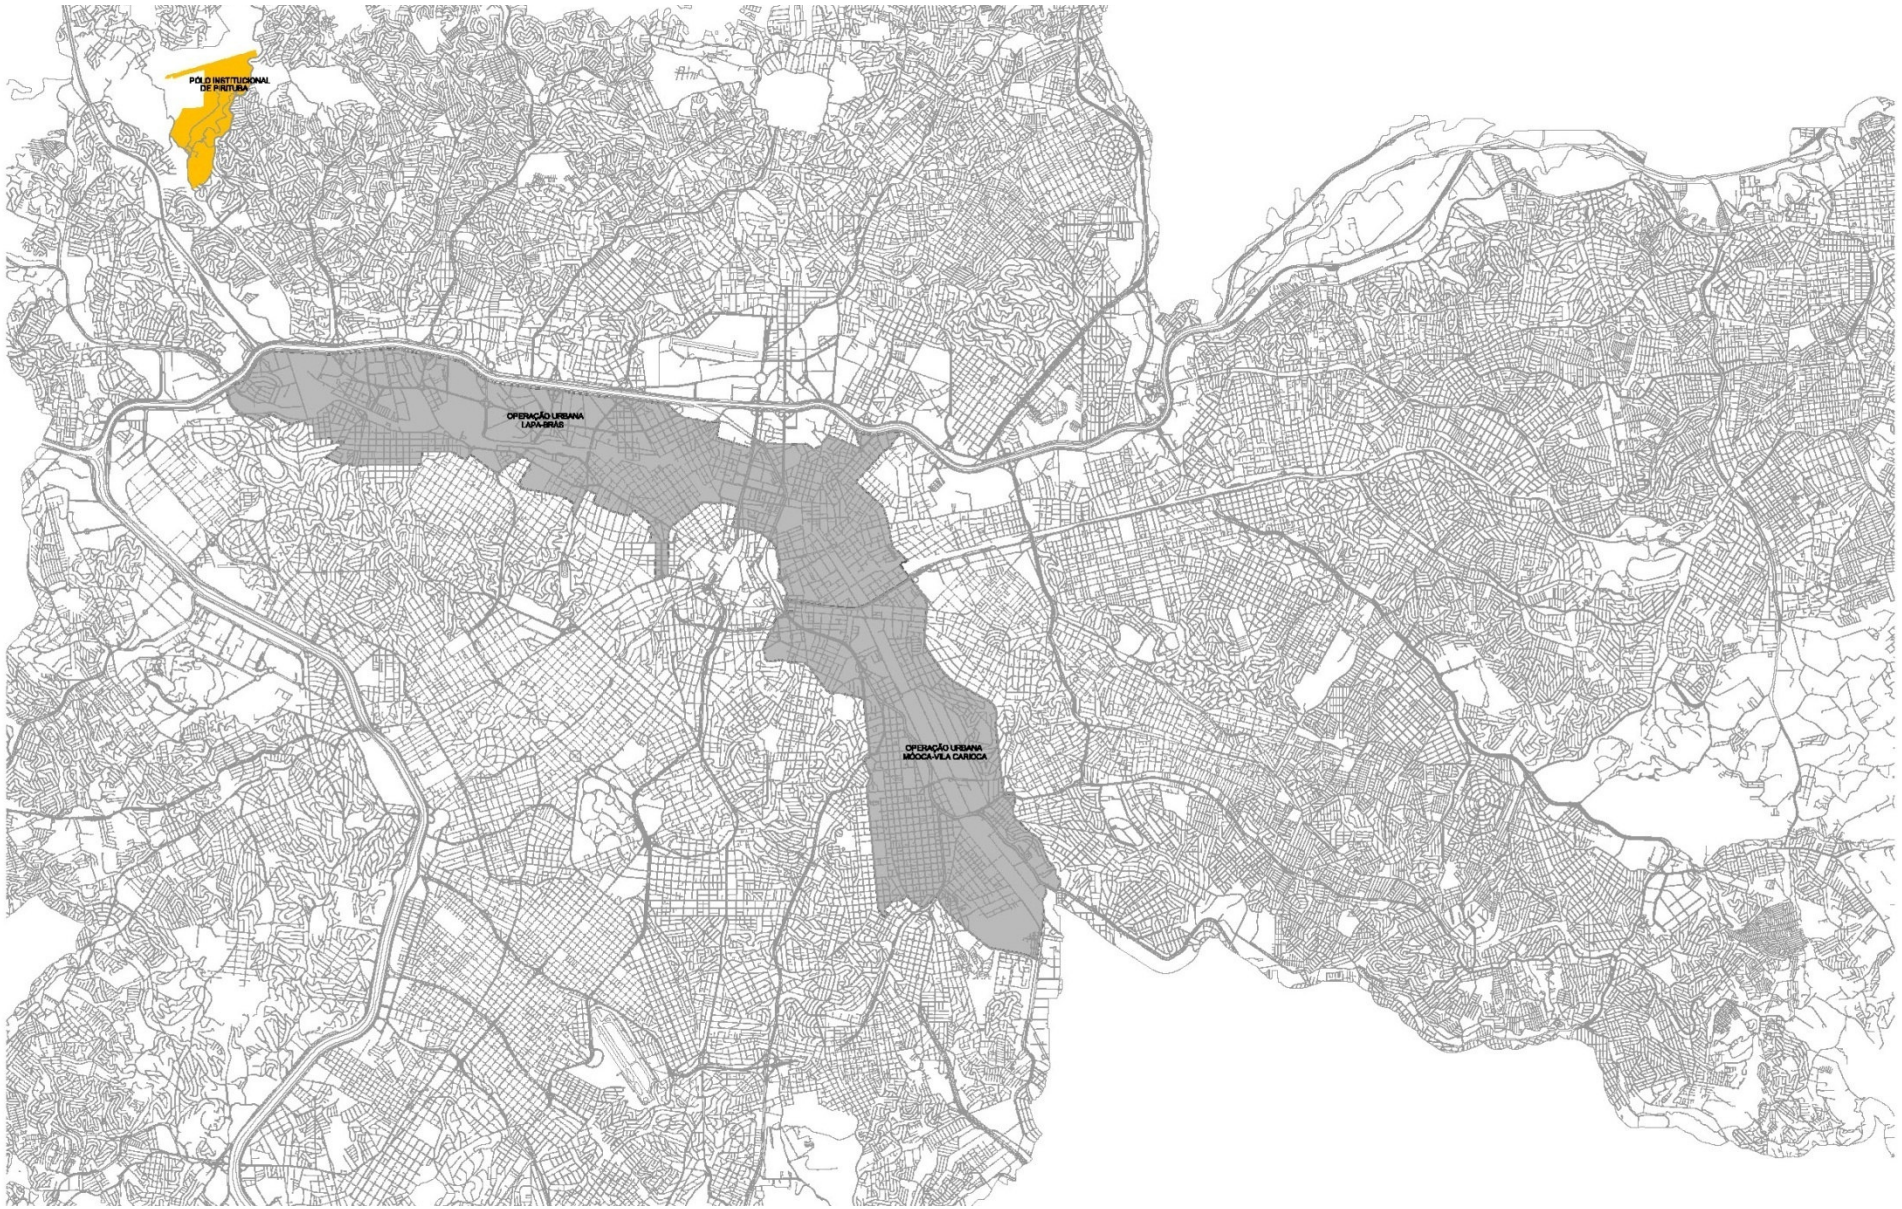 PÓLO INSTITUCIONAL
DE PIRITUBA
OPERAÇÃO URBANA
LAPA-BRÁS
OPERAÇÃO URBANA
MOOCA-VILA CARIOCA